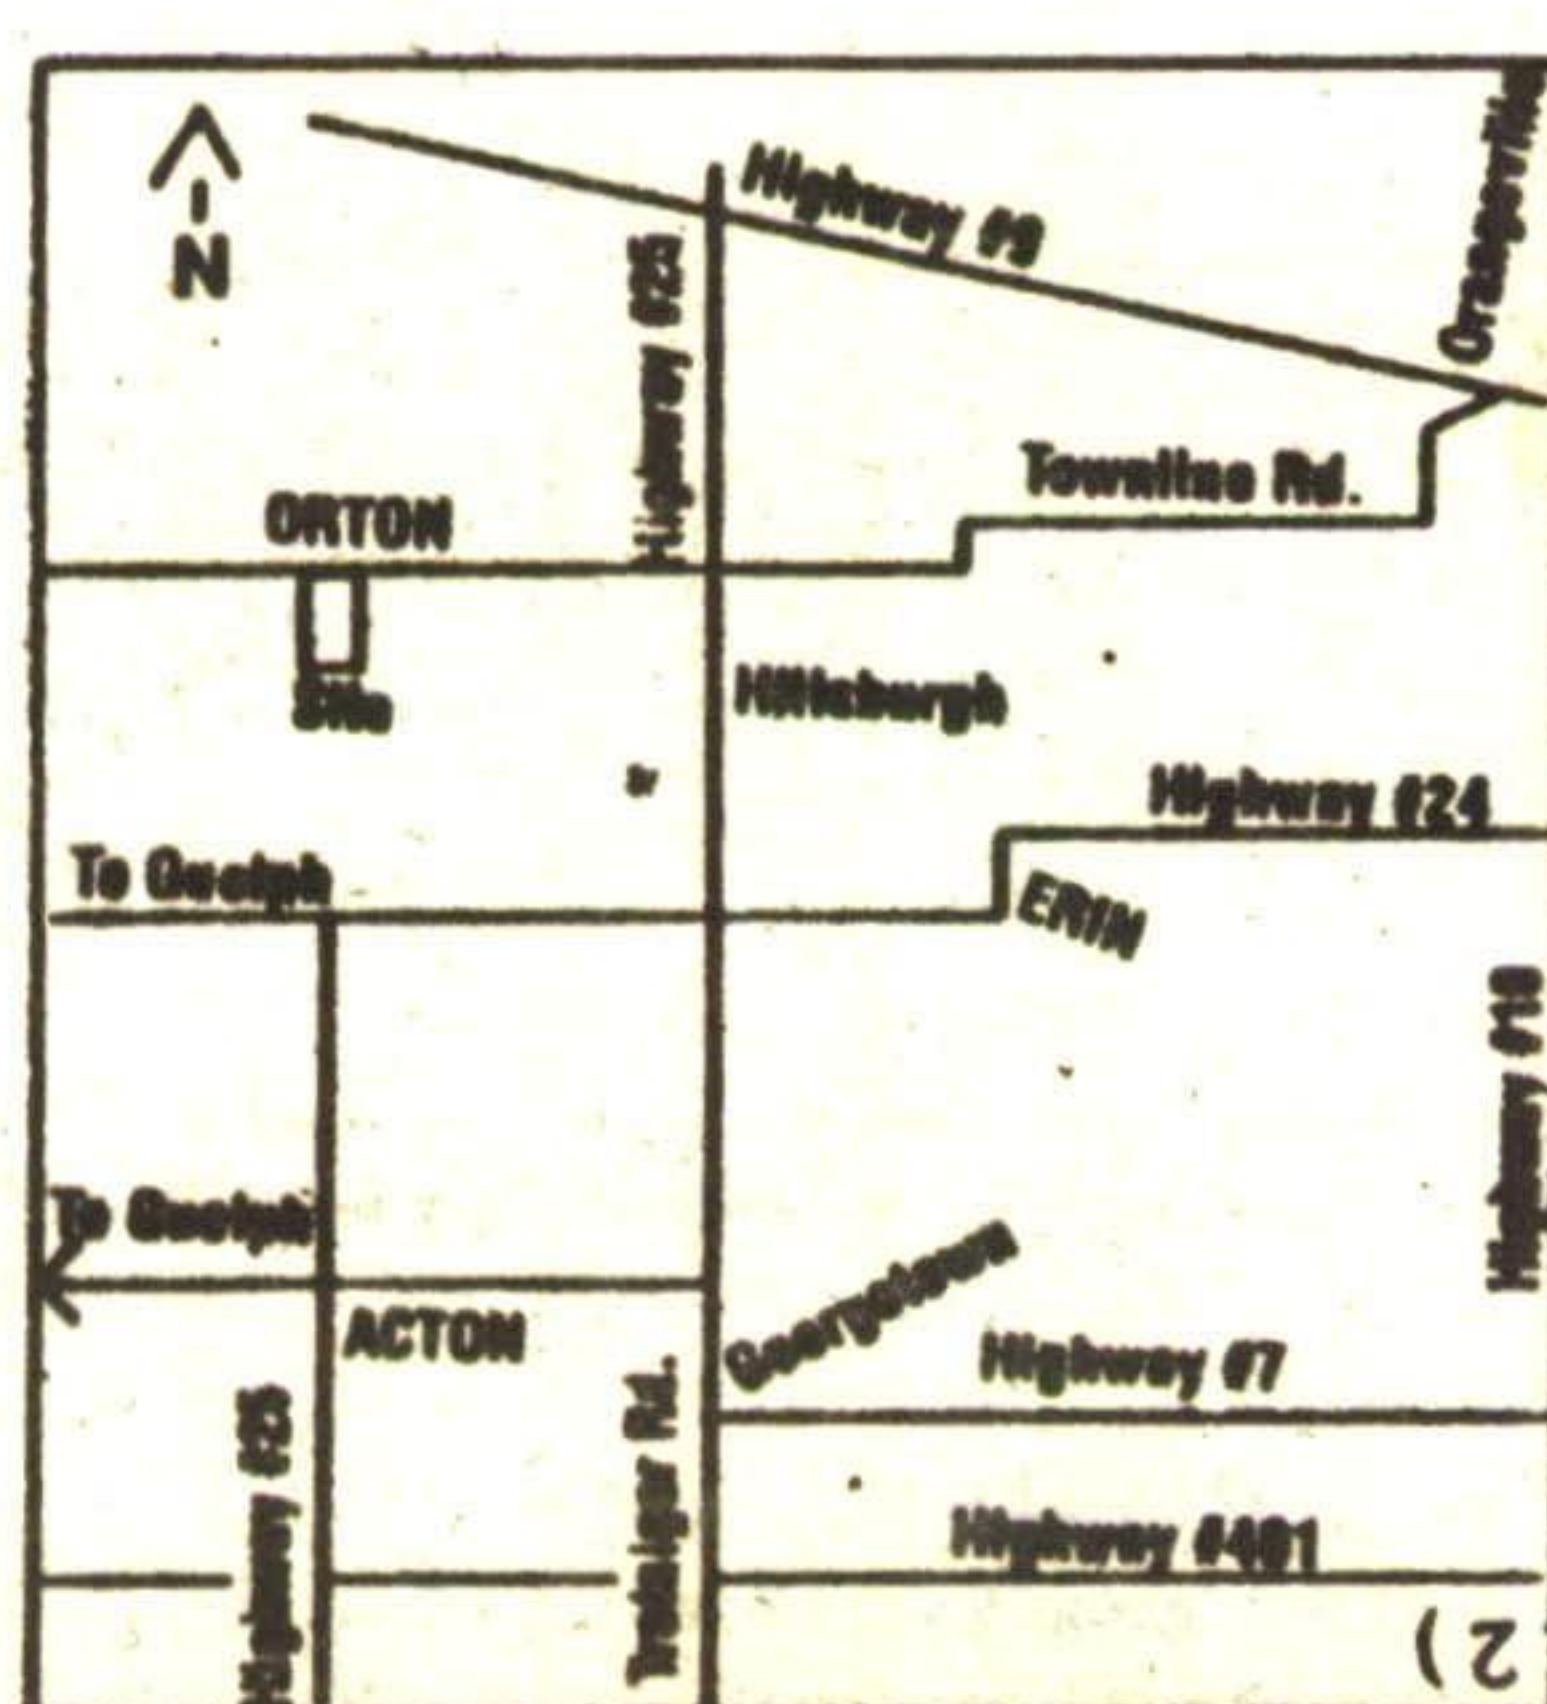 N
Highway #9
Orangeville
Highway #25
Townline Rd.
ORTON
Site
Hillsburgh
Highway #24
To Guelph
ERIN
Highway #10
To Guelph
Georgetown
ACTON
Highway #7
Highway #25
Trafalgar Rd.
Highway #401
2)